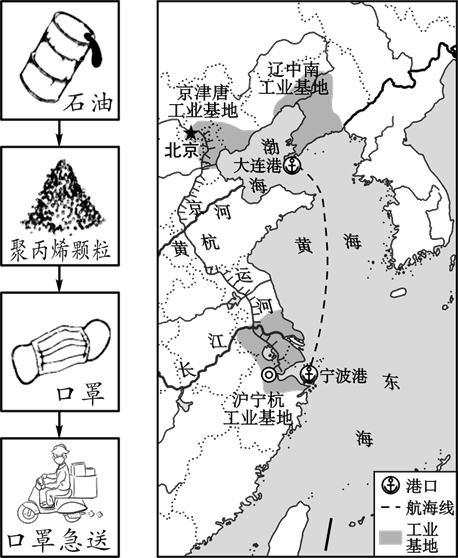 石油
聚丙烯颗粒
口罩
口罩急送
辽中南
工业基地
京津唐
工业基地
北京
渤
海
大连港
京
杭
运
河
黄
河
黄
海
长
江
宁波港
沪宁杭
工业基地
东
海
港口
航海线
工业
基地